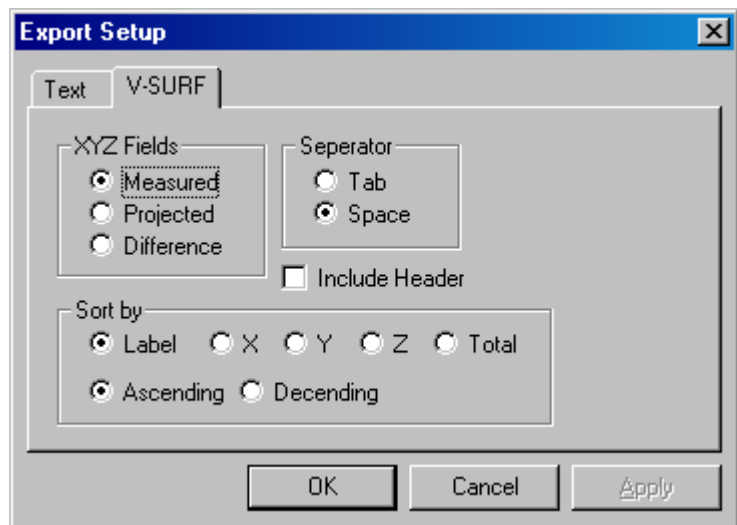 Export Setup
Text V-SURF
XYZ Fields
Measured
Projected
Difference
Seperator
Tab
Space
Include Header
Sort by
Label X Y Z Total
Ascending Decending
OK Cancel Apply